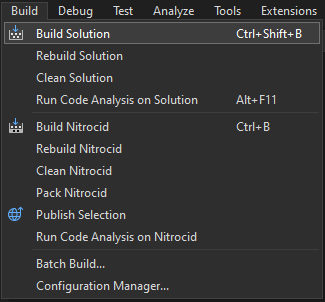 Build Debug Test Analyze Tools Extensions
Build Solution Ctrl+Shift+B
Rebuild Solution
Clean Solution
Run Code Analysis on Solution Alt+F11
Build Nitrocid Ctrl+B
Rebuild Nitrocid
Clean Nitrocid
Pack Nitrocid
Publish Selection
Run Code Analysis on Nitrocid
Batch Build...
Configuration Manager...